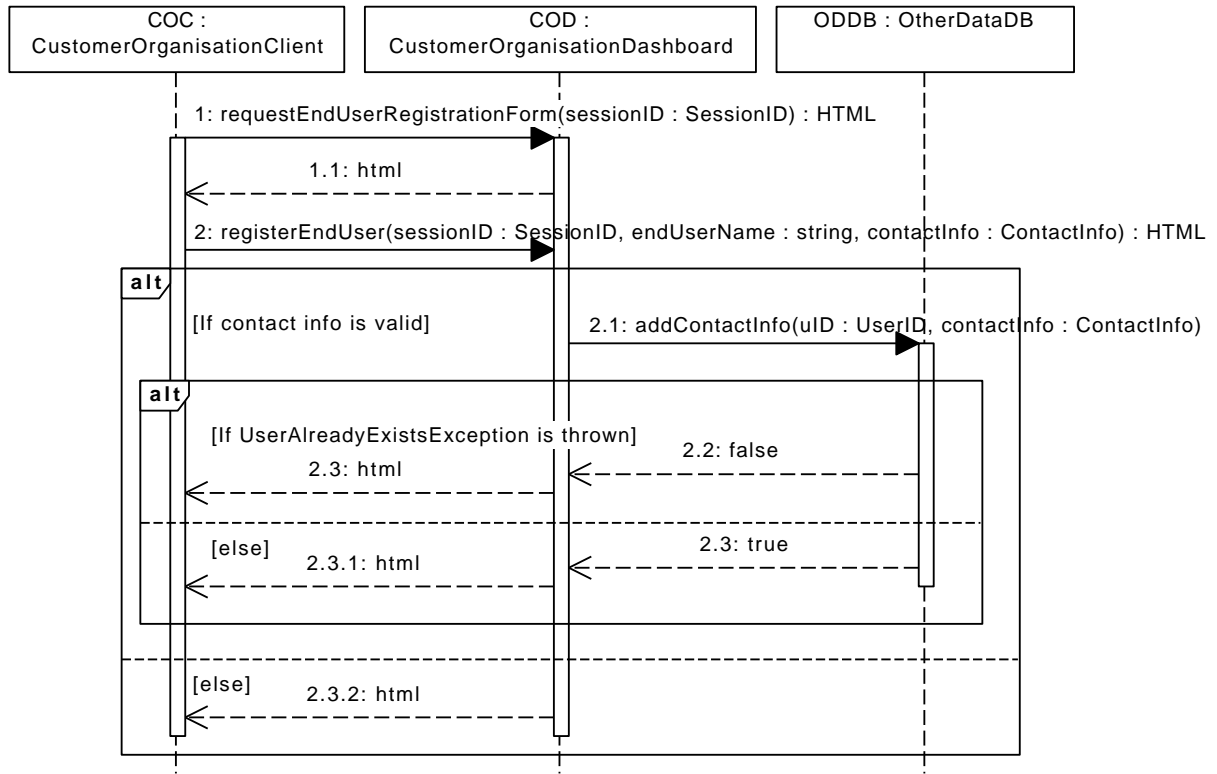 COC :
CustomerOrganisationClient
COD :
CustomerOrganisationDashboard
ODDB : OtherDataDB
1: requestEndUserRegistrationForm(sessionID : SessionID) : HTML
1.1: html
2: registerEndUser(sessionID : SessionID, endUserName : string, contactInfo : ContactInfo) : HTML
alt
[If contact info is valid]
2.1: addContactInfo(uID : UserID, contactInfo : ContactInfo)
alt
[If UserAlreadyExistsException is thrown]
2.2: false
2.3: html
[else]
2.3: true
2.3.1: html
[else]
2.3.2: html